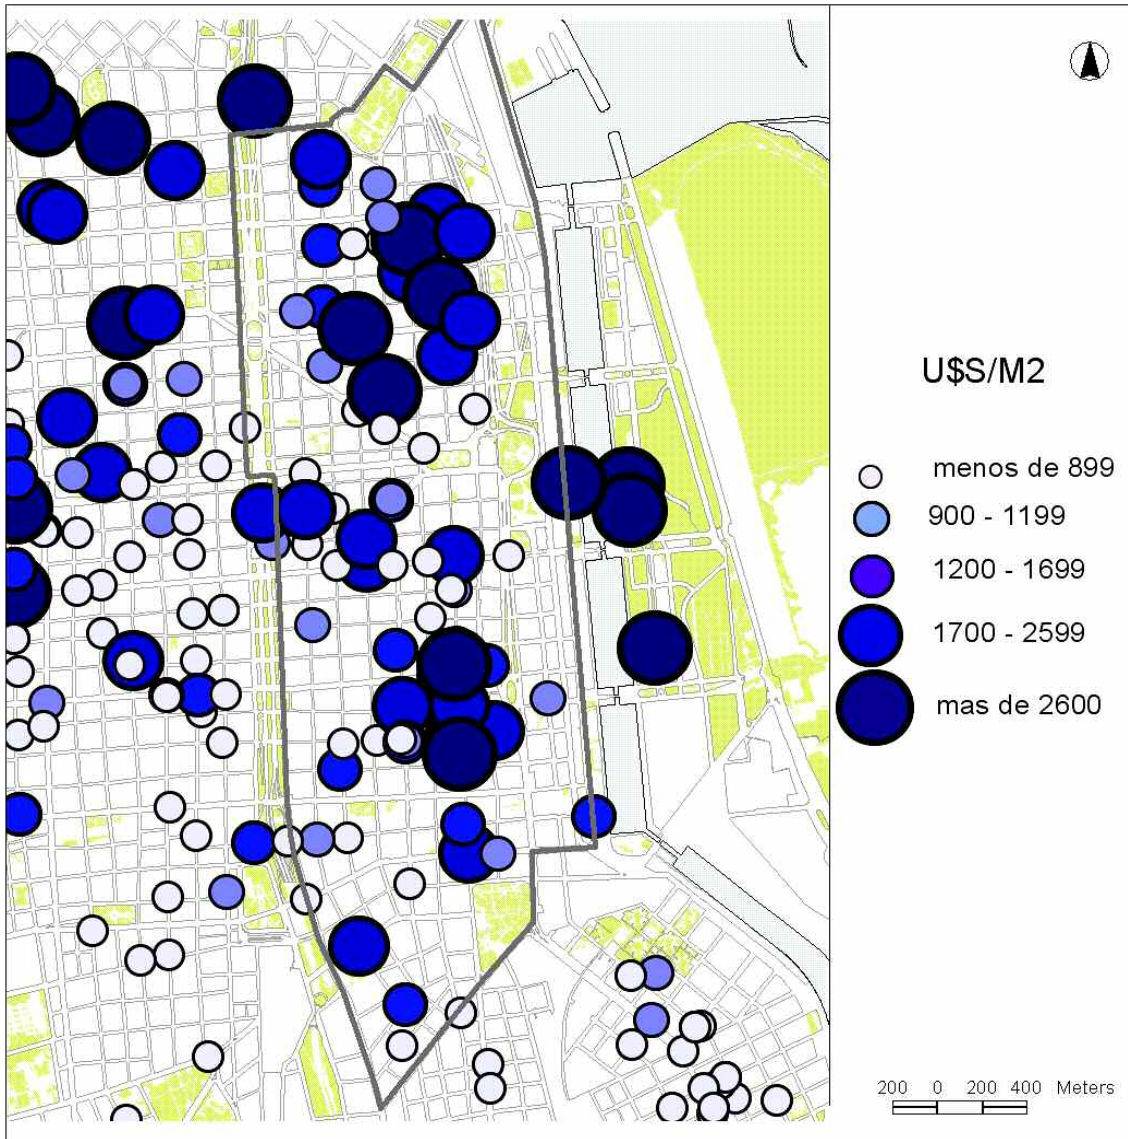 U$S/M2
menos de 899
900 - 1199
1200 - 1699
1700 - 2599
mas de 2600
200 0 200 400 Meters